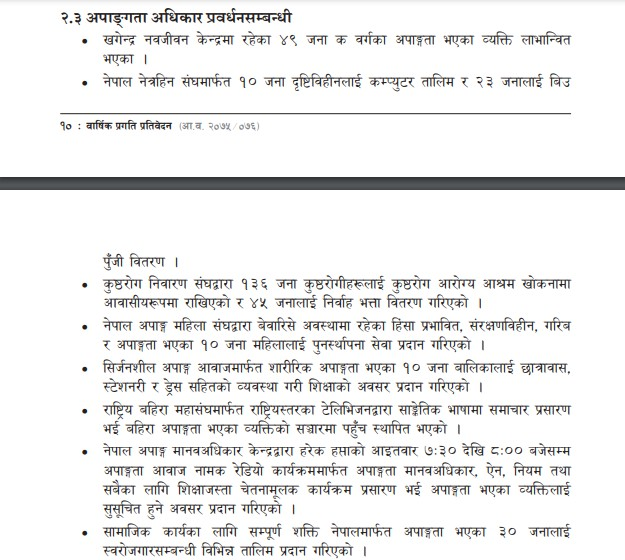 २.३ अपाङ्गता अधिकार प्रवर्धनसम्बन्धी
• खगेन्द्र नवजीवन केन्द्रमा रहेका ४९ जना क वर्गका अपाङ्गता भएका व्यक्ति लाभान्वित
भएका ।
• नेपाल नेत्रहिन संघमार्फत १० जना दृष्टिविहीनलाई कम्प्युटर तालिम र २३ जनालाई बिउ
१० : वार्षिक प्रगति प्रतिवेदन (आ.व. २०७५/०७६)
पुँजी वितरण ।
• कुष्ठरोग निवारण संघद्वारा १३६ जना कुष्ठरोगीहरूलाई कुष्ठरोग आरोग्य आश्रम खोकनामा
आवासीयरूपमा राखिएको र ४५ जनालाई निर्वाह भत्ता वितरण गरिएको ।
• नेपाल अपाङ्ग महिला संघद्वारा बेवारिसे अवस्थामा रहेका हिंसा प्रभावित, संरक्षणविहीन, गरिब
र अपाङ्गता भएका १० जना महिलालाई पुनर्स्थापना सेवा प्रदान गरिएको ।
• सिर्जनशील अपाङ्ग आवाजमार्फत शारीरिक अपाङ्गता भएका १० जना बालिकालाई छात्रावास,
स्टेशनरी र ड्रेस सहितको व्यवस्था गरी शिक्षाको अवसर प्रदान गरिएको ।
• राष्ट्रिय बहिरा महासंघमार्फत राष्ट्रियस्तरका टेलिभिजनद्वारा साङ्केतिक भाषामा समाचार प्रसारण
भई बहिरा अपाङ्गता भएका व्यक्तिको सञ्चारमा पहुँच स्थापित भएको ।
• नेपाल अपाङ्ग मानवअधिकार केन्द्रद्वारा हरेक हप्ताको आइतवार ७:३० देखि ८:०० बजेसम्म
अपाङ्गता आवाज नामक रेडियो कार्यक्रममार्फत अपाङ्गता मानवअधिकार, ऐन, नियम तथा
सबैका लागि शिक्षाजस्ता चेतनामूलक कार्यक्रम प्रसारण भई अपाङ्गता भएका व्यक्तिलाई
सुसूचित हुने अवसर प्रदान गरिएको ।
• सामाजिक कार्यका लागि सम्पूर्ण शक्ति नेपालमार्फत अपाङ्गता भएका ३० जनालाई
स्वरोजगारसम्बन्धी विभिन्न तालिम प्रदान गरिएको ।